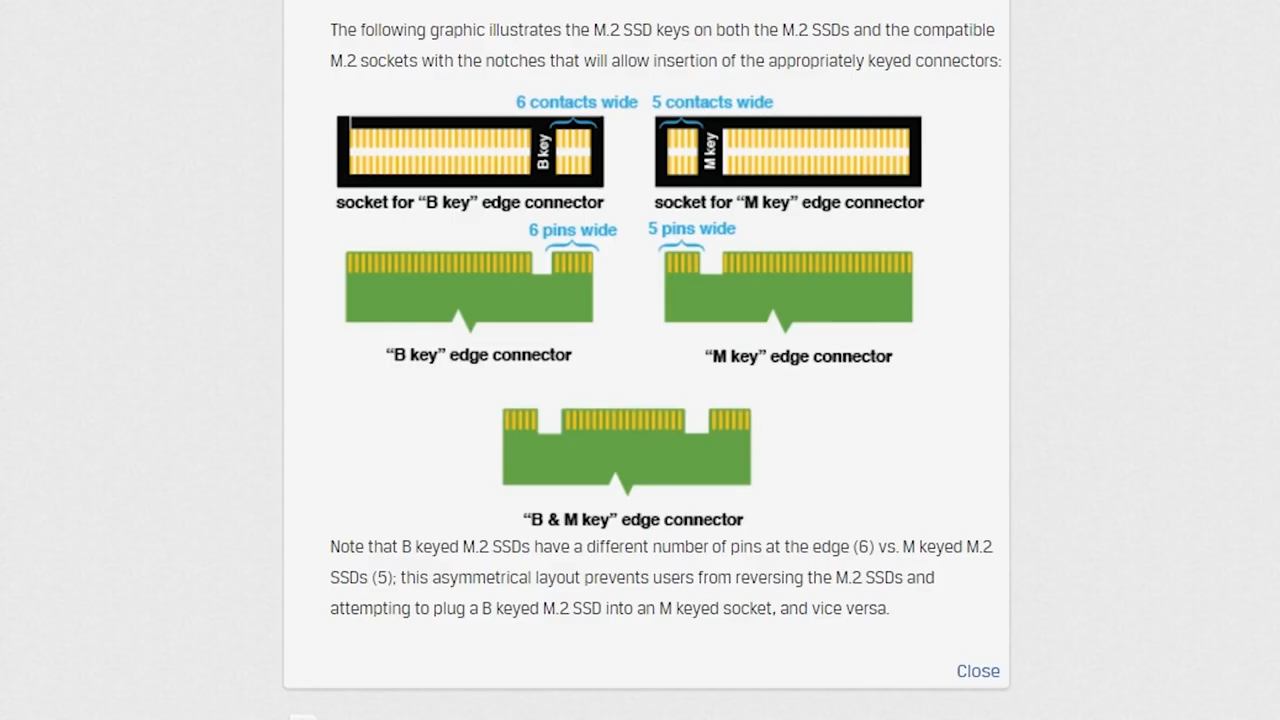 The following graphic illustrates the M.2 SSD keys on both the M.2 SSDs and the compatible
M.2 sockets with the notches that will allow insertion of the appropriately keyed connectors:
6 contacts wide
5 contacts wide
B key
M key
socket for “B key” edge connector
socket for “M key” edge connector
6 pins wide
5 pins wide
“B key” edge connector
“M key” edge connector
“B & M key” edge connector
Note that B keyed M.2 SSDs have a different number of pins at the edge (6) vs. M keyed M.2
SSDs (5); this asymmetrical layout prevents users from reversing the M.2 SSDs and
attempting to plug a B keyed M.2 SSD into an M keyed socket, and vice versa.
Close